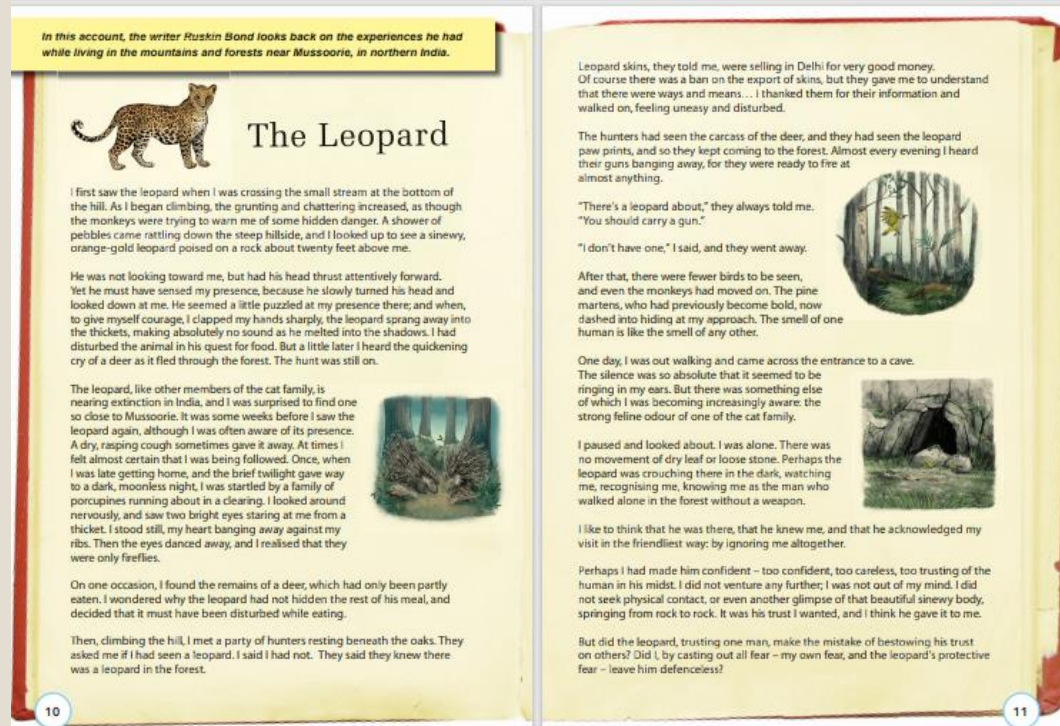 In this account, the writer Ruskin Bond looks back on the experiences he had
while living in the mountains and forests near Mussoorie, in northern India.
The Leopard
I first saw the leopard when I was crossing the small stream at the bottom of
the hill. As I began climbing, the grunting and chattering increased, as though
the monkeys were trying to warn me of some hidden danger. A shower of
pebbles came rattling down the steep hillside, and I looked up to see a sinewy,
orange-gold leopard poised on a rock about twenty feet above me.
He was not looking toward me, but had his head thrust attentively forward.
Yet he must have sensed my presence, because he slowly turned his head and
looked down at me. He seemed a little puzzled at my presence there; and when,
to give myself courage, I clapped my hands sharply, the leopard sprang away into
the thickets, making absolutely no sound as he melted into the shadows. I had
disturbed the animal in his quest for food. But a little later I heard the quickening
cry of a deer as it fled through the forest. The hunt was still on.
The leopard, like other members of the cat family, is
nearing extinction in India, and I was surprised to find one
so close to Mussoorie. It was some weeks before I saw the
leopard again, although I was often aware of its presence.
A dry, rasping cough sometimes gave it away. At times I
felt almost certain that I was being followed. Once, when
I was late getting home, and the brief twilight gave way
to a dark, moonless night, I was startled by a family of
porcupines running about in a clearing. I looked around
nervously, and saw two bright eyes staring at me from a
thicket. I stood still, my heart banging away against my
ribs. Then the eyes danced away, and I realised that they
were only fireflies.
On one occasion, I found the remains of a deer, which had only been partly
eaten. I wondered why the leopard had not hidden the rest of his meal, and
decided that it must have been disturbed while eating.
Then, climbing the hill, I met a party of hunters resting beneath the oaks. They
asked me if I had seen a leopard. I said I had not. They said they knew there
was a leopard in the forest.
10
Leopard skins, they told me, were selling in Delhi for very good money.
Of course there was a ban on the export of skins, but they gave me to understand
that there were ways and means... I thanked them for their information and
walked on, feeling uneasy and disturbed.
The hunters had seen the carcass of the deer, and they had seen the leopard
paw prints, and so they kept coming to the forest. Almost every evening I heard
their guns banging away, for they were ready to fire at
almost anything.
"There's a leopard about," they always told me.
"You should carry a gun."
"I don't have one," I said, and they went away.
After that, there were fewer birds to be seen,
and even the monkeys had moved on. The pine
martens, who had previously become bold, now
dashed into hiding at my approach. The smell of one
human is like the smell of any other.
One day, I was out walking and came across the entrance to a cave.
The silence was so absolute that it seemed to be
ringing in my ears. But there was something else
of which I was becoming increasingly aware: the
strong feline odour of one of the cat family.
I paused and looked about. I was alone. There was
no movement of dry leaf or loose stone. Perhaps the
leopard was crouching there in the dark, watching
me, recognising me, knowing me as the man who
walked alone in the forest without a weapon.
I like to think that he was there, that he knew me, and that he acknowledged my
visit in the friendliest way: by ignoring me altogether.
Perhaps I had made him confident – too confident, too careless, too trusting of the
human in his midst. I did not venture any further; I was not out of my mind. I did
not seek physical contact, or even another glimpse of that beautiful sinewy body,
springing from rock to rock. It was his trust I wanted, and I think he gave it to me.
But did the leopard, trusting one man, make the mistake of bestowing his trust
on others? Did I, by casting out all fear – my own fear, and the leopard's protective
fear – leave him defenceless?
11